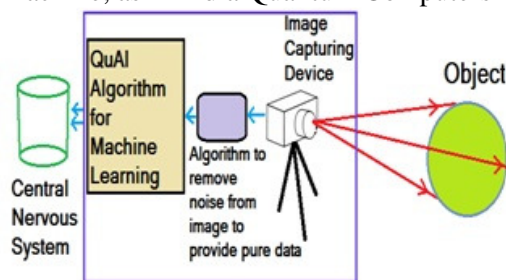 QuAI
Algorithm
for
Machine
Learning
Image
Capturing
Device
Object
Algorithm to
remove
noise from
image to
provide pure data
Central
Nervous
System